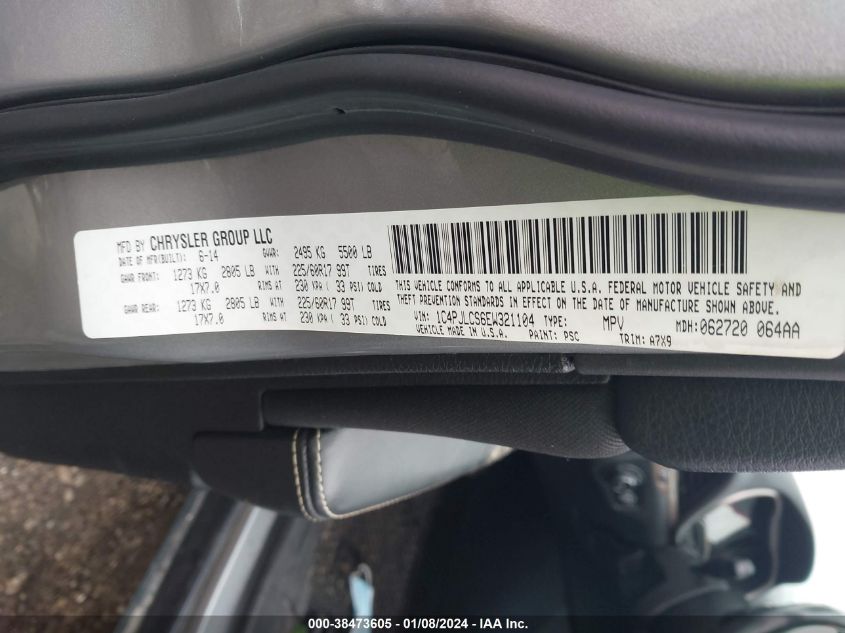 MFD BY CHRYSLER GROUP LLC
DATE OF MFR(BUILT): 6-14 GVWR: 2495 KG 5500 LB
GAWR FRONT: 1273 KG 2805 LB WITH 225/60R17 99T TIRES
17X7.0 RIMS AT 230 KPA ( 33 PSI) COLD
GAWR REAR: 1273 KG 2805 LB WITH 225/60R17 99T TIRES
17X7.0 RIMS AT 230 KPA ( 33 PSI) COLD
THIS VEHICLE CONFORMS TO ALL APPLICABLE U.S.A. FEDERAL MOTOR VEHICLE SAFETY AND
THEFT PREVENTION STANDARDS IN EFFECT ON THE DATE OF MANUFACTURE SHOWN ABOVE.
VIN: 1C4PJLCS6EW321104 TYPE: MPV MDH:062720 064AA
VEHICLE MADE IN U.S.A. PAINT: PSC TRIM: A7X9
000-38473605 - 01/08/2024 - IAA Inc.